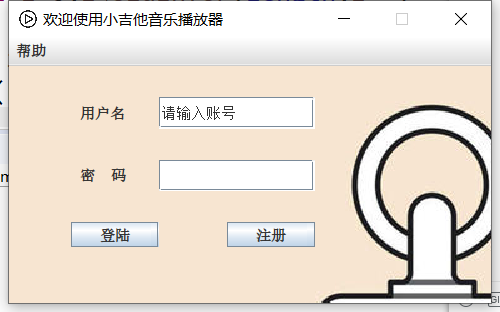 欢迎使用小吉他音乐播放器
帮助
用户名
请输入账号
密 码
登陆 注册